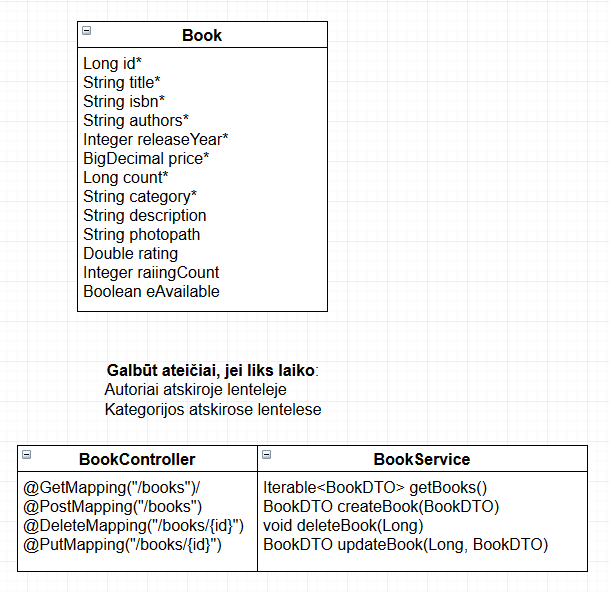 Book
Long id*
String title*
String isbn*
String authors*
Integer releaseYear*
BigDecimal price*
Long count*
String category*
String description
String photopath
Double rating
Integer raiingCount
Boolean eAvailable
Galbūt ateičiai, jei liks laiko:
Autoriai atskiroje lenteleje
Kategorijos atskirose lentelese
BookController
@GetMapping("/books")/
@PostMapping("/books")
@DeleteMapping("/books/{id}")
@PutMapping("/books/{id}")
BookService
Iterable<BookDTO> getBooks()
BookDTO createBook(BookDTO)
void deleteBook(Long)
BookDTO updateBook(Long, BookDTO)